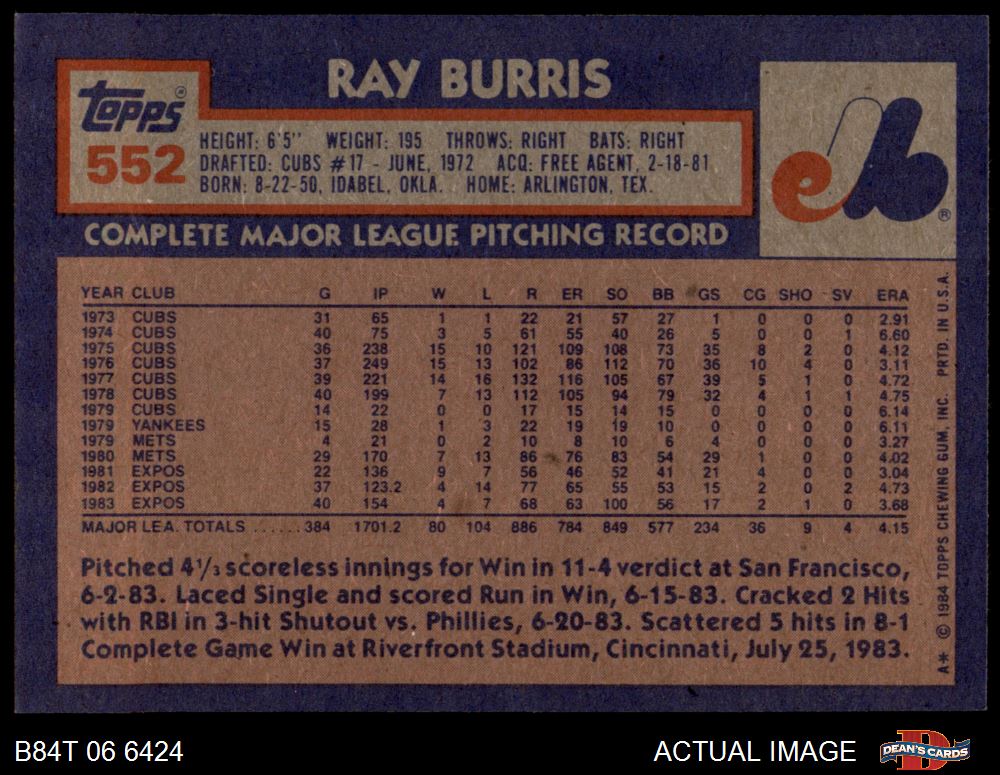 RAY BURRIS
Topps®
552
HEIGHT: 6'5'' WEIGHT: 195 THROWS: RIGHT BATS: RIGHT
DRAFTED: CUBS #17 - JUNE, 1972 ACQ: FREE AGENT, 2-18-81
BORN: 8-22-50, IDABEL, OKLA. HOME: ARLINGTON, TEX.
eb®
COMPLETE MAJOR LEAGUE PITCHING RECORD
YEAR CLUB G IP W L R ER SO BB GS CG SHO SV ERA
1973 CUBS 31 65 1 1 22 21 57 27 1 0 0 0 2.91
1974 CUBS 40 75 3 5 61 55 40 26 5 0 0 1 6.60
1975 CUBS 36 238 15 10 121 109 108 73 35 8 2 0 4.12
1976 CUBS 37 249 15 13 102 86 112 70 36 10 4 0 3.11
1977 CUBS 39 221 14 16 132 116 105 67 39 5 1 0 4.72
1978 CUBS 40 199 7 13 112 105 94 79 32 4 1 1 4.75
1979 CUBS 14 22 0 0 17 15 14 15 0 0 0 0 6.14
1979 YANKEES 15 28 1 3 22 19 19 10 0 0 0 0 6.11
1979 METS 4 21 0 2 10 8 10 6 4 0 0 0 3.27
1980 METS 29 170 7 13 86 76 83 54 29 1 0 0 4.02
1981 EXPOS 22 136 9 7 56 46 52 41 21 4 0 0 3.04
1982 EXPOS 37 123.2 4 14 77 65 55 53 15 2 0 2 4.73
1983 EXPOS 40 154 4 7 68 63 100 56 17 2 1 0 3.68
MAJOR LEA. TOTALS ...... 384 1701.2 80 104 886 784 849 577 234 36 9 4 4.15
Pitched 4 1/3 scoreless innings for Win in 11-4 verdict at San Francisco,
6-2-83. Laced Single and scored Run in Win, 6-15-83. Cracked 2 Hits
with RBI in 3-hit Shutout vs. Phillies, 6-20-83. Scattered 5 hits in 8-1
Complete Game Win at Riverfront Stadium, Cincinnati, July 25, 1983.
A* © 1984 TOPPS CHEWING GUM, INC. PRTD. IN U.S.A.
B84T 06 6424
ACTUAL IMAGE
D
DEAN'S CARDS